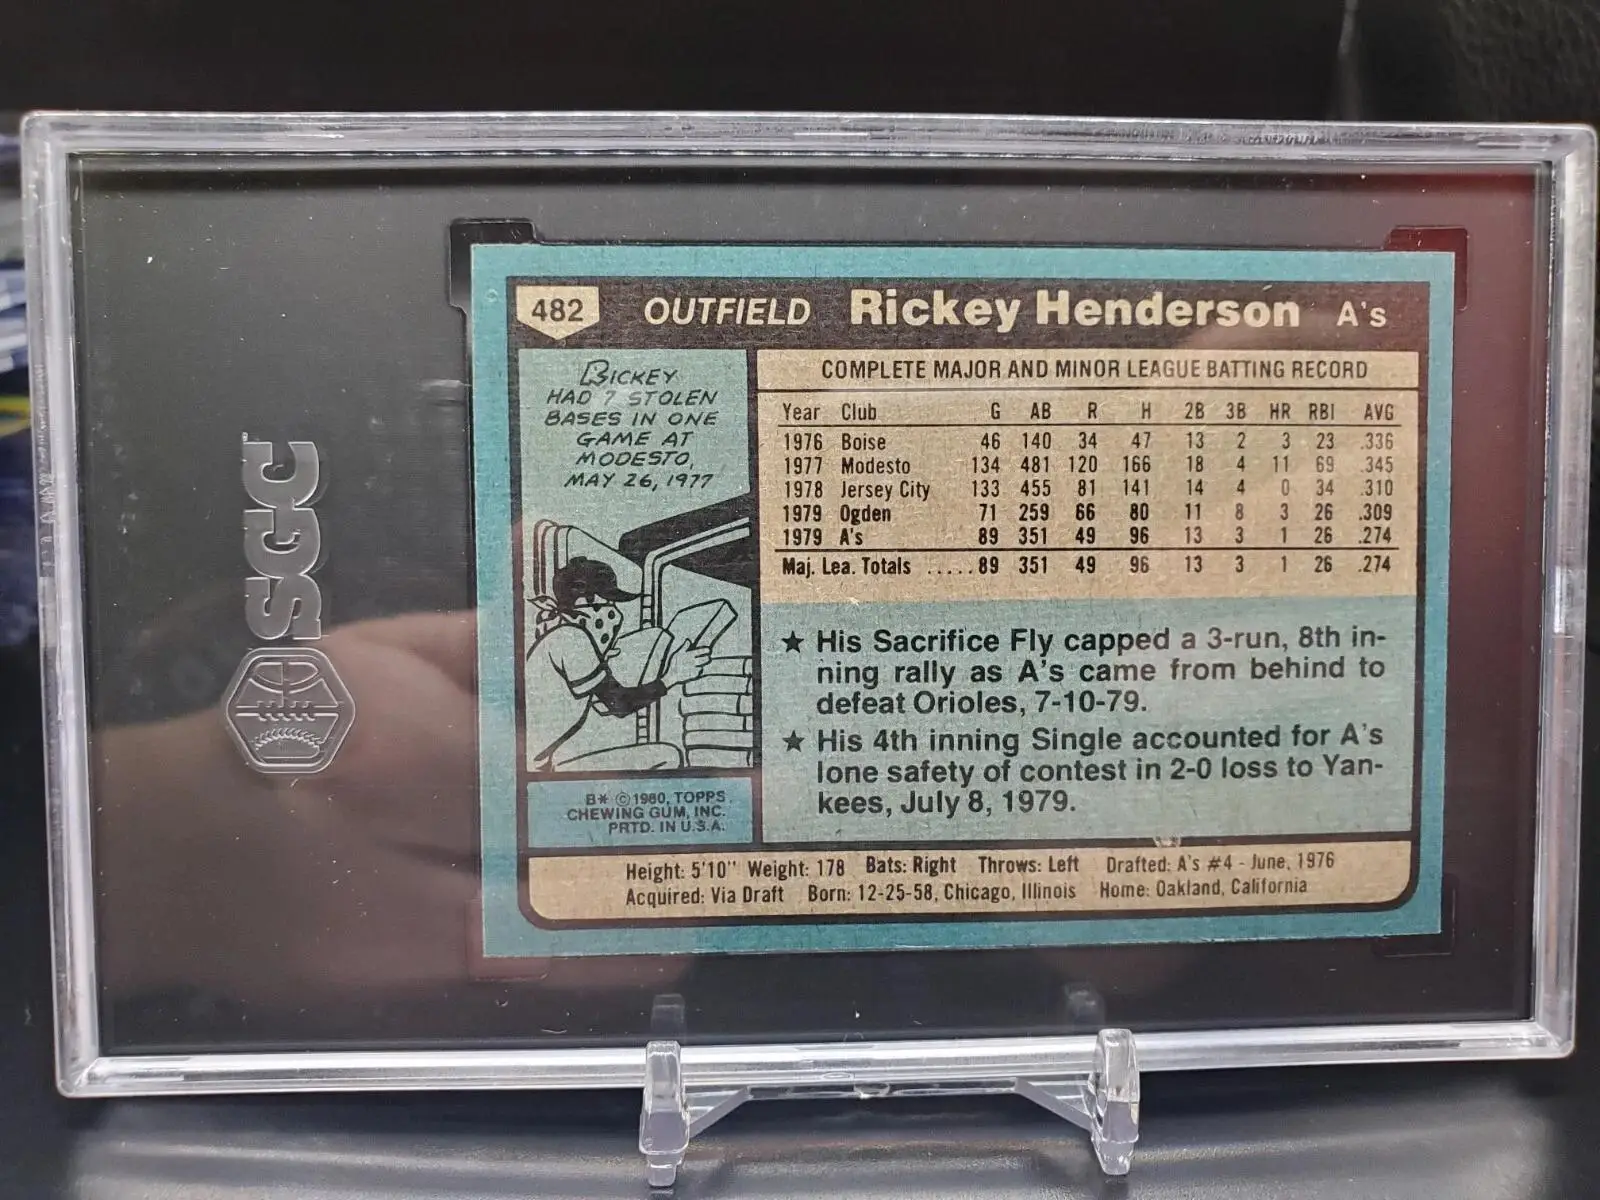 SGC
482 OUTFIELD Rickey Henderson A's
RICKEY
HAD 7 STOLEN
BASES IN ONE
GAME AT
MODESTO,
MAY 26, 1977
B* ©1980, TOPPS
CHEWING GUM, INC.
PRTD. IN U.S.A.
COMPLETE MAJOR AND MINOR LEAGUE BATTING RECORD
Year Club G AB R H 2B 3B HR RBI AVG
1976 Boise 46 140 34 47 13 2 3 23 .336
1977 Modesto 134 481 120 166 18 4 11 69 .345
1978 Jersey City 133 455 81 141 14 4 0 34 .310
1979 Ogden 71 259 66 80 11 8 3 26 .309
1979 A's 89 351 49 96 13 3 1 26 .274
Maj. Lea. Totals .....89 351 49 96 13 3 1 26 .274
★ His Sacrifice Fly capped a 3-run, 8th in-
ning rally as A's came from behind to
defeat Orioles, 7-10-79.
★ His 4th inning Single accounted for A's
lone safety of contest in 2-0 loss to Yan-
kees, July 8, 1979.
Height: 5'10" Weight: 178 Bats: Right Throws: Left Drafted: A's #4 - June, 1976
Acquired: Via Draft Born: 12-25-58, Chicago, Illinois Home: Oakland, California